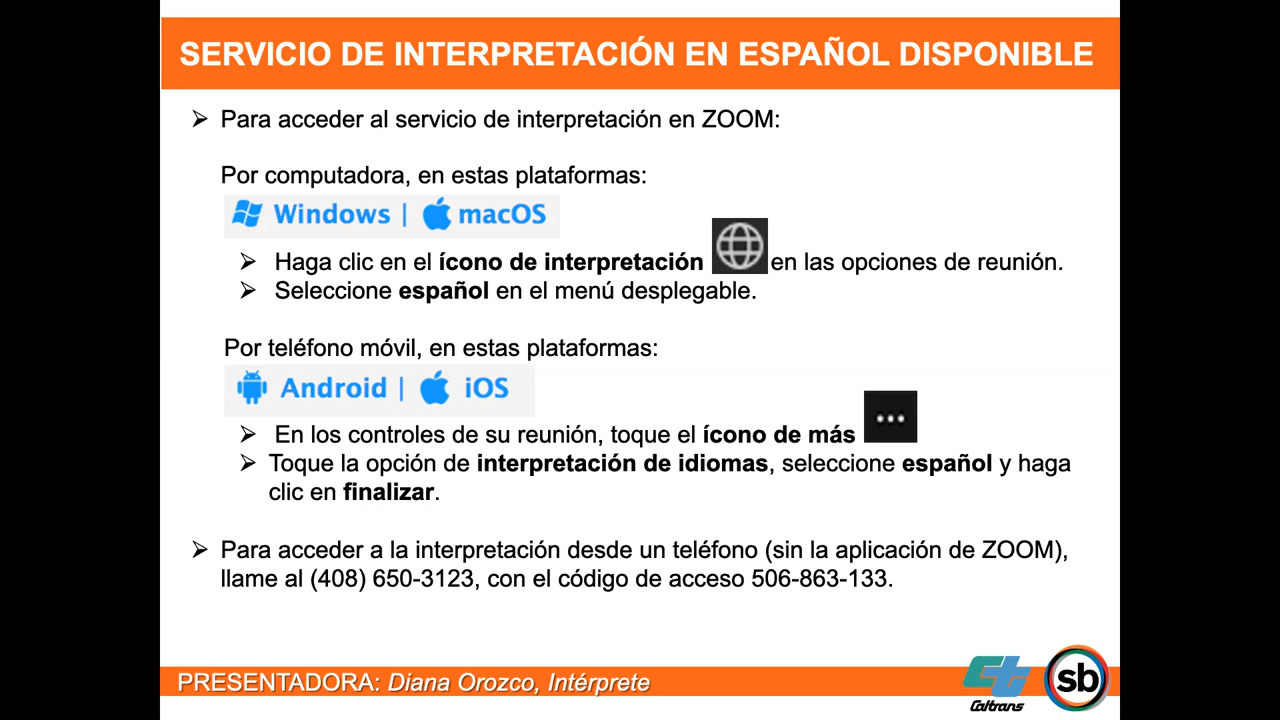 SERVICIO DE INTERPRETACIÓN EN ESPAÑOL DISPONIBLE
➢ Para acceder al servicio de interpretación en ZOOM:
Por computadora, en estas plataformas:
Windows | macOS
➢ Haga clic en el ícono de interpretación en las opciones de reunión.
➢ Seleccione español en el menú desplegable.
Por teléfono móvil, en estas plataformas:
Android | iOS
➢ En los controles de su reunión, toque el ícono de más
➢ Toque la opción de interpretación de idiomas, seleccione español y haga
clic en finalizar.
➢ Para acceder a la interpretación desde un teléfono (sin la aplicación de ZOOM),
llame al (408) 650-3123, con el código de acceso 506-863-133.
PRESENTADORA: Diana Orozco, Intérprete
Caltrans
sb